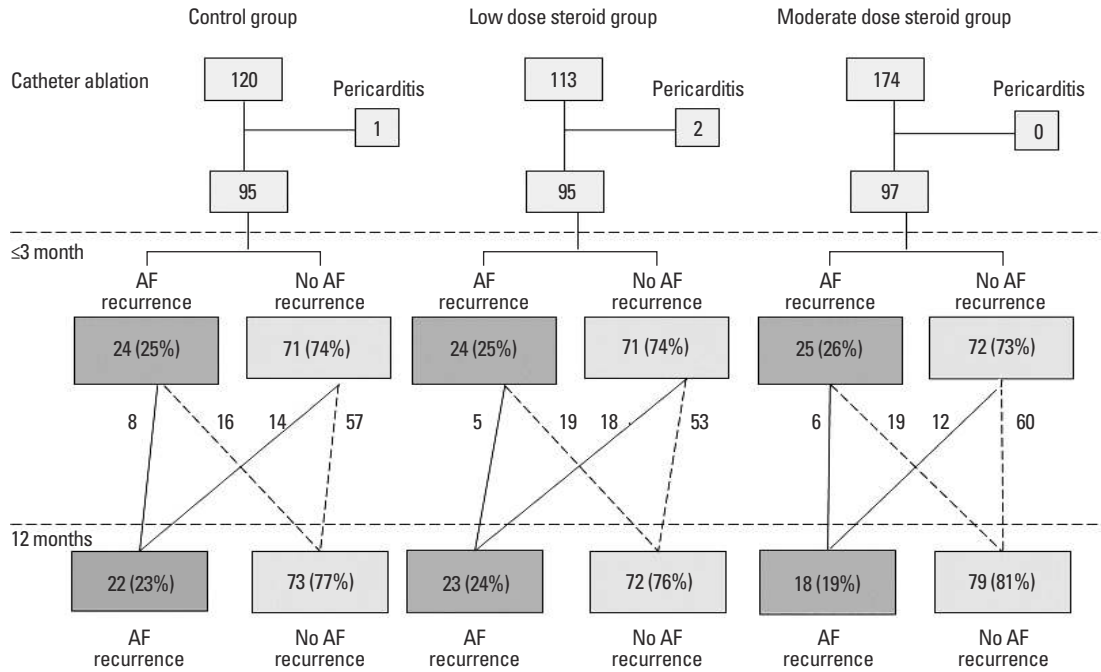 Control group
Low dose steroid group
Moderate dose steroid group
Catheter ablation
120
Pericarditis
1
113
Pericarditis
2
174
Pericarditis
0
95
95
97
≤3 month
AF
recurrence
No AF
recurrence
AF
recurrence
No AF
recurrence
AF
recurrence
No AF
recurrence
24 (25%)
71 (74%)
24 (25%)
71 (74%)
25 (26%)
72 (73%)
8
16
14
57
5
19
18
53
6
19
12
60
12 months
22 (23%)
73 (77%)
23 (24%)
72 (76%)
18 (19%)
79 (81%)
AF
recurrence
No AF
recurrence
AF
recurrence
No AF
recurrence
AF
recurrence
No AF
recurrence